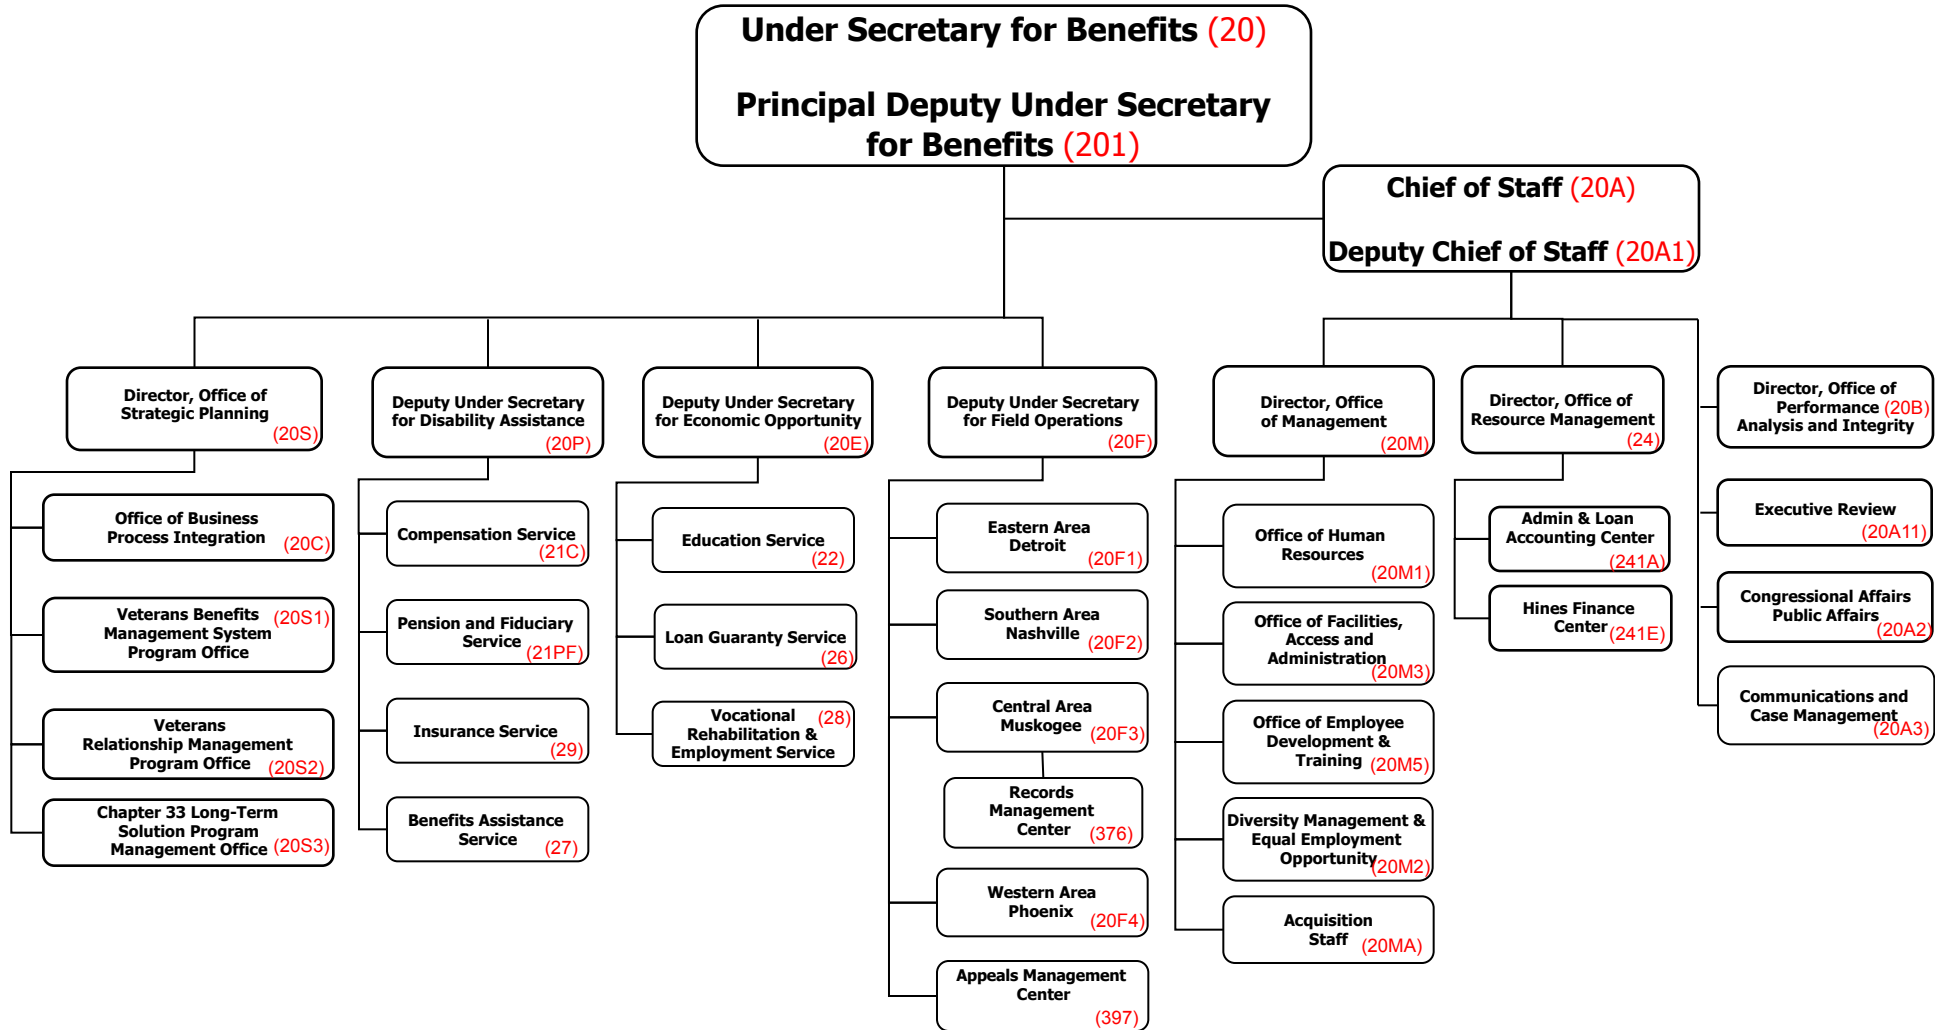 Under Secretary for Benefits (20)
Principal Deputy Under Secretary
for Benefits (201)
Chief of Staff (20A)
Deputy Chief of Staff (20A1)
Director, Office of
Strategic Planning
(20S)
Deputy Under Secretary
for Disability Assistance
(20P)
Deputy Under Secretary
for Economic Opportunity
(20E)
Deputy Under Secretary
for Field Operations
(20F)
Director, Office
of Management
(20M)
Director, Office of
Resource Management
(24)
Director, Office of
Performance (20B)
Analysis and Integrity
Office of Business
Process Integration (20C)
Veterans Benefits (20S1)
Management System
Program Office
Veterans
Relationship Management
Program Office (20S2)
Chapter 33 Long-Term
Solution Program
Management Office (20S3)
Compensation Service
(21C)
Pension and Fiduciary
Service (21PF)
Insurance Service
(29)
Benefits Assistance
Service (27)
Education Service
(22)
Loan Guaranty Service
(26)
Vocational (28)
Rehabilitation &
Employment Service
Eastern Area
Detroit
(20F1)
Southern Area
Nashville
(20F2)
Central Area
Muskogee
(20F3)
Records
Management
Center (376)
Western Area
Phoenix (20F4)
Appeals Management
Center
(397)
Office of Human
Resources
(20M1)
Office of Facilities,
Access and
Administration
(20M3)
Office of Employee
Development &
Training (20M5)
Diversity Management &
Equal Employment
Opportunity (20M2)
Acquisition
Staff (20MA)
Admin & Loan
Accounting Center
(241A)
Hines Finance
Center (241E)
Executive Review
(20A11)
Congressional Affairs
Public Affairs
(20A2)
Communications and
Case Management
(20A3)